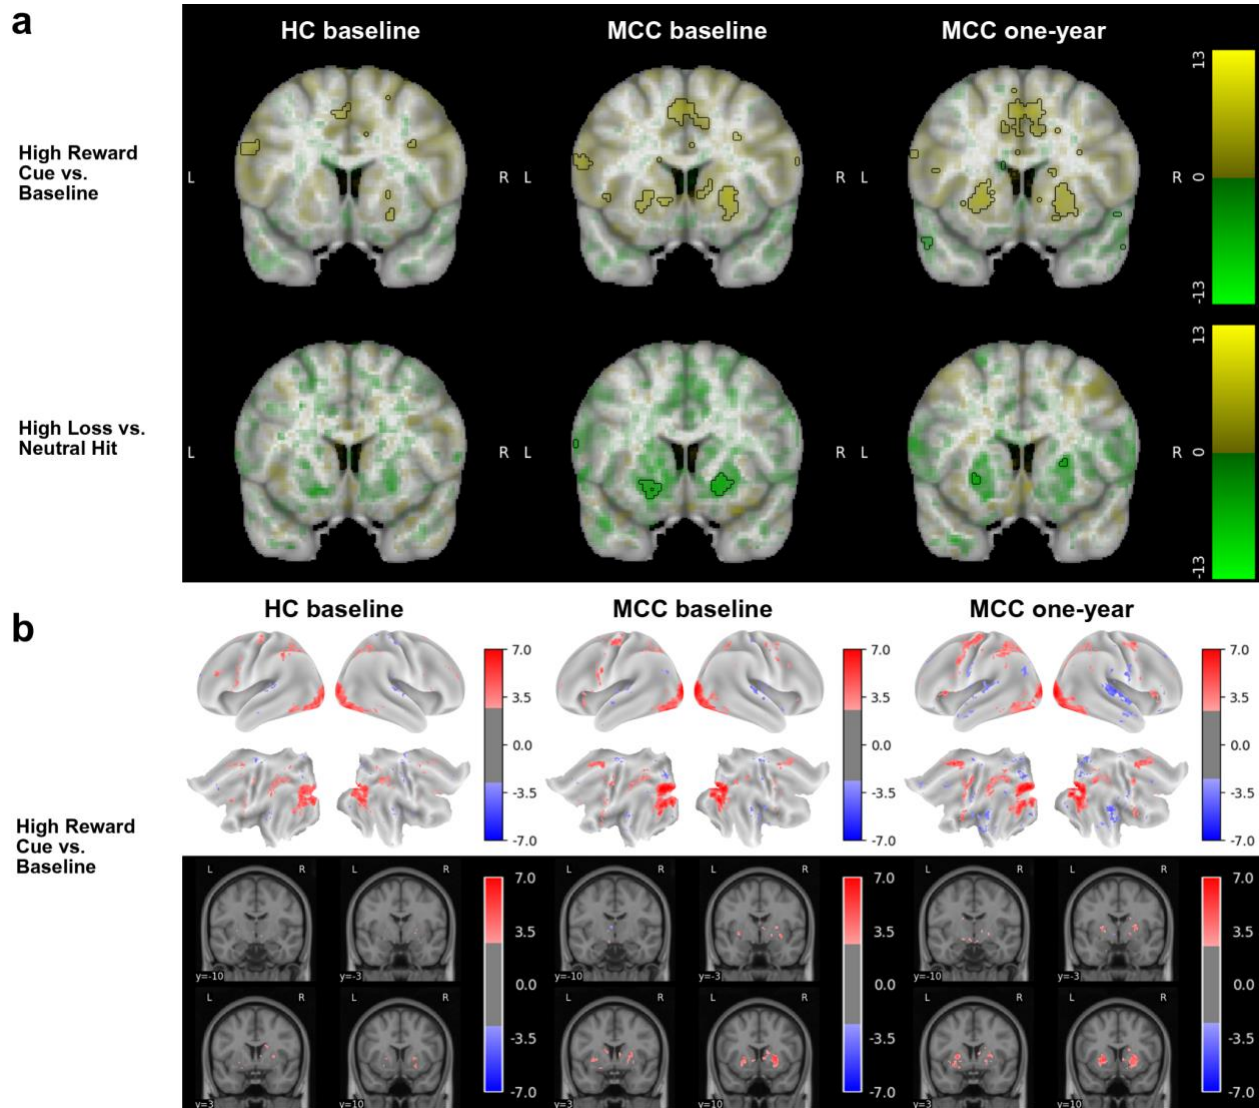 a
HC baseline
MCC baseline
MCC one-year
High Reward
Cue vs.
Baseline
L
R
L
R
L
R
13
0
-13
High Loss vs.
Neutral Hit
L
R
L
R
L
R
13
0
-13
b
HC baseline
MCC baseline
MCC one-year
High Reward
Cue vs.
Baseline
7.0
3.5
0.0
-3.5
-7.0
7.0
3.5
0.0
-3.5
-7.0
7.0
3.5
0.0
-3.5
-7.0
L R L R
y=-10 y=-3
L R L R
y=3 y=10
7.0
3.5
0.0
-3.5
-7.0
L R L R
y=-10 y=-3
L R L R
y=3 y=10
7.0
3.5
0.0
-3.5
-7.0
L R L R
y=-10 y=-3
L R L R
y=3 y=10
7.0
3.5
0.0
-3.5
-7.0